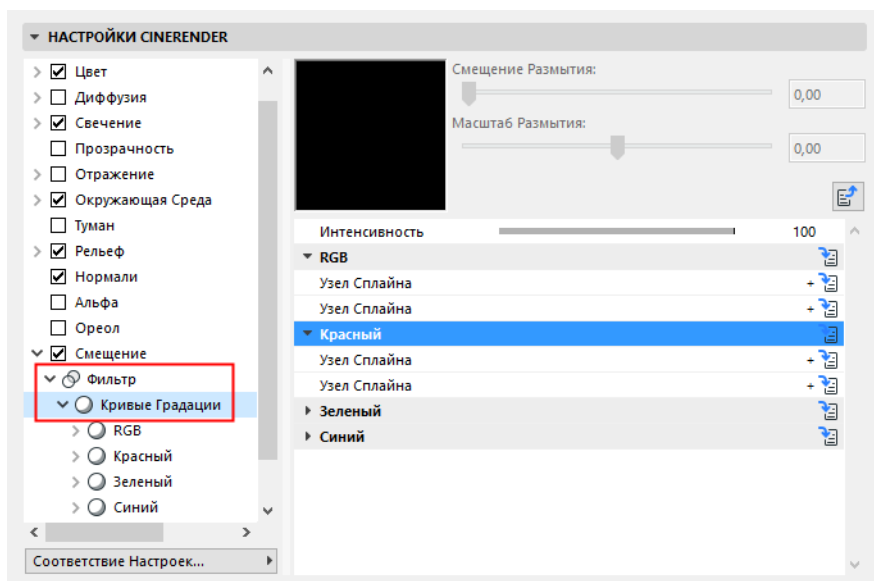 НАСТРОЙКИ CINERENDER
Цвет
Диффузия
Свечение
Прозрачность
Отражение
Окружающая Среда
Туман
Рельеф
Нормали
Альфа
Ореол
Смещение
Фильтр
Кривые Градации
RGB
Красный
Зеленый
Синий
Соответствие Настроек...
Смещение Размытия:
0,00
Масштаб Размытия:
0,00
Интенсивность 100
RGB
Узел Сплайна +
Узел Сплайна +
Красный
Узел Сплайна +
Узел Сплайна +
Зеленый
Синий